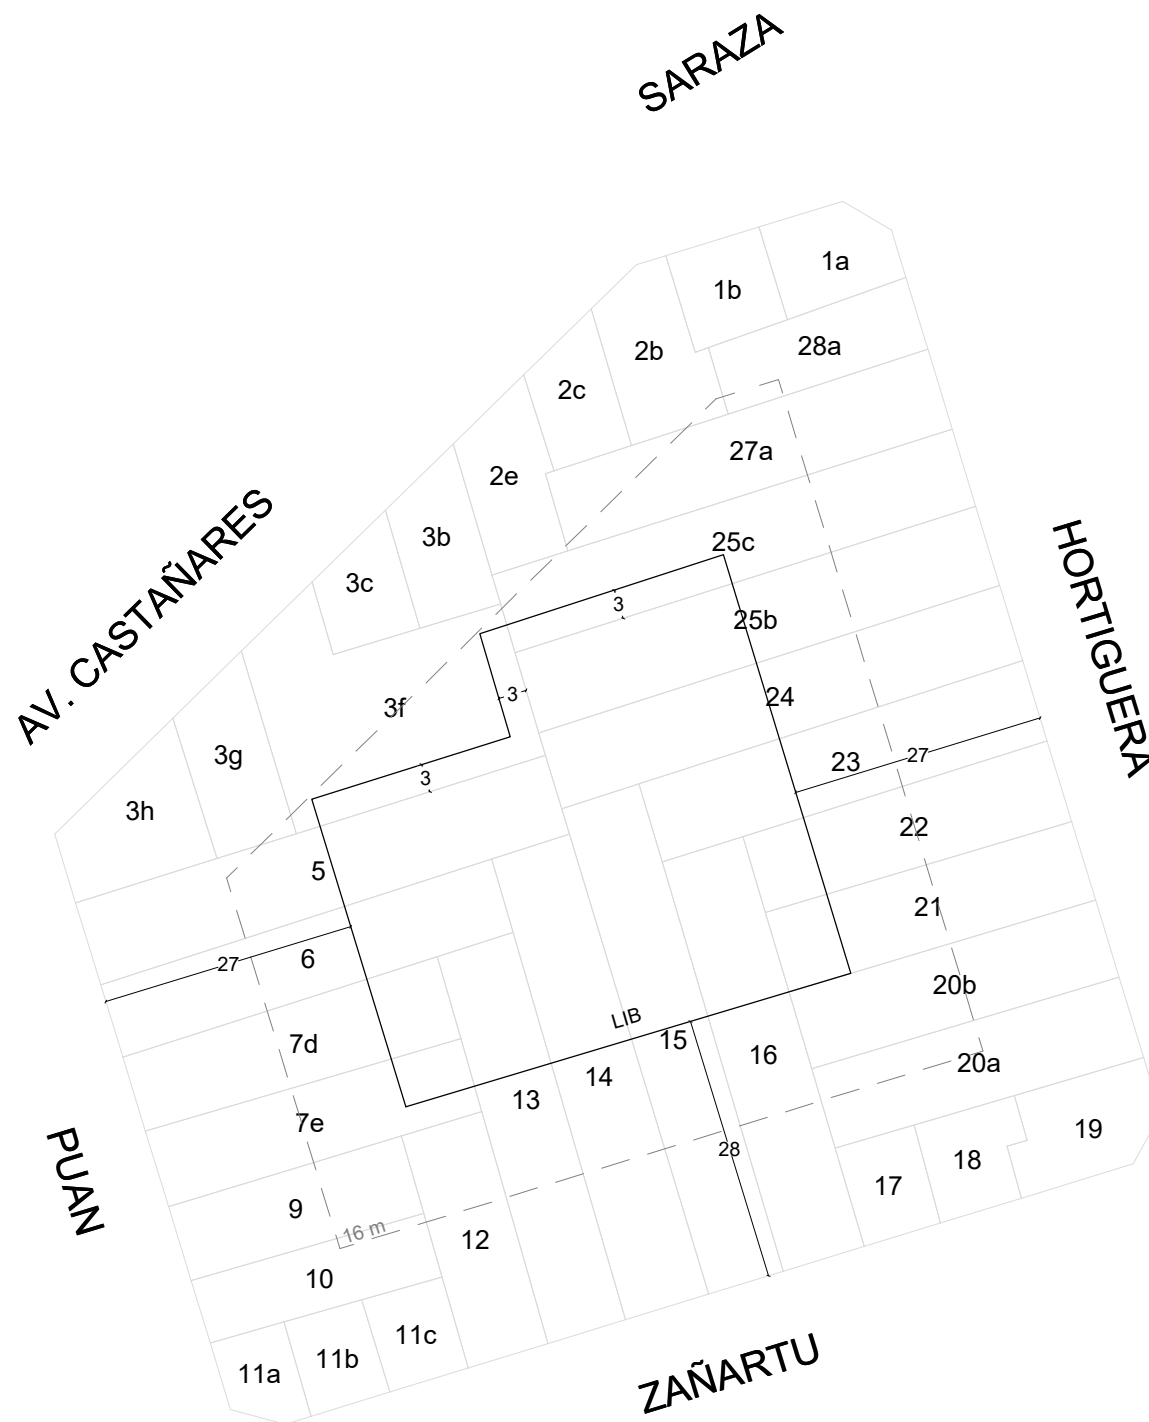 SARAZA
1a
1b
28a
2b
2c
27a
2e
AV. CASTAÑARES
3b
25c
HORTIGUERA
3c
3
25b
3
24
3f
3g
23
27
3
3h
22
5
21
6
27
20b
LIB
15
7d
16
20a
14
13
7e
19
28
18
PUAN
17
9
16 m
12
10
11c
11b
11a
ZAÑARTU